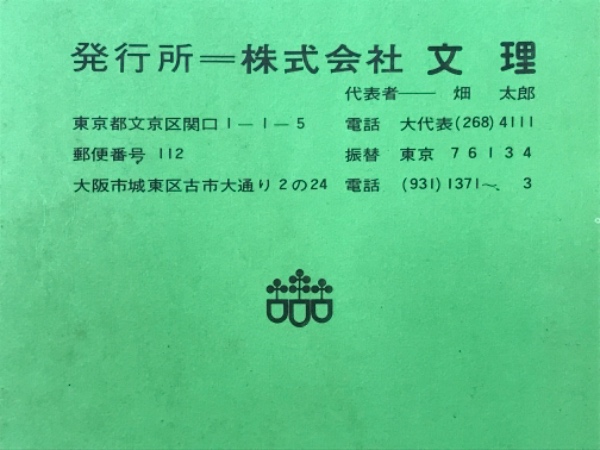 発行所＝株式会社 文 理
代表者── 畑 太郎
東京都文京区関口1－1－5 電話 大代表(268)4111
郵便番号 112 振替 東京 76134
大阪市城東区古市大通り2の24 電話 (931)1371～ 3